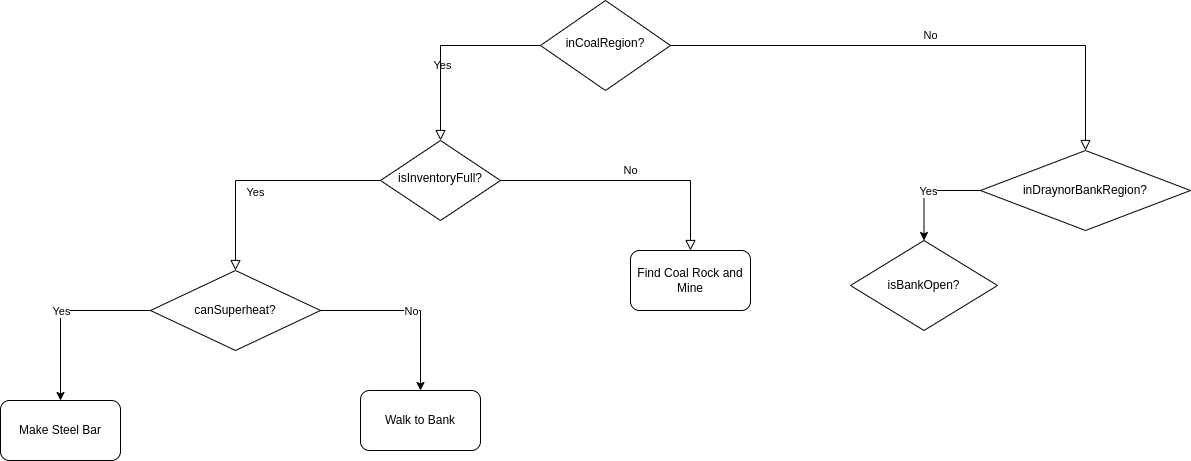 inCoalRegion?
No
Yes
isInventoryFull?
No
Yes
inDraynorBankRegion?
Yes
Find Coal Rock and
Mine
isBankOpen?
canSuperheat?
Yes
No
Make Steel Bar
Walk to Bank